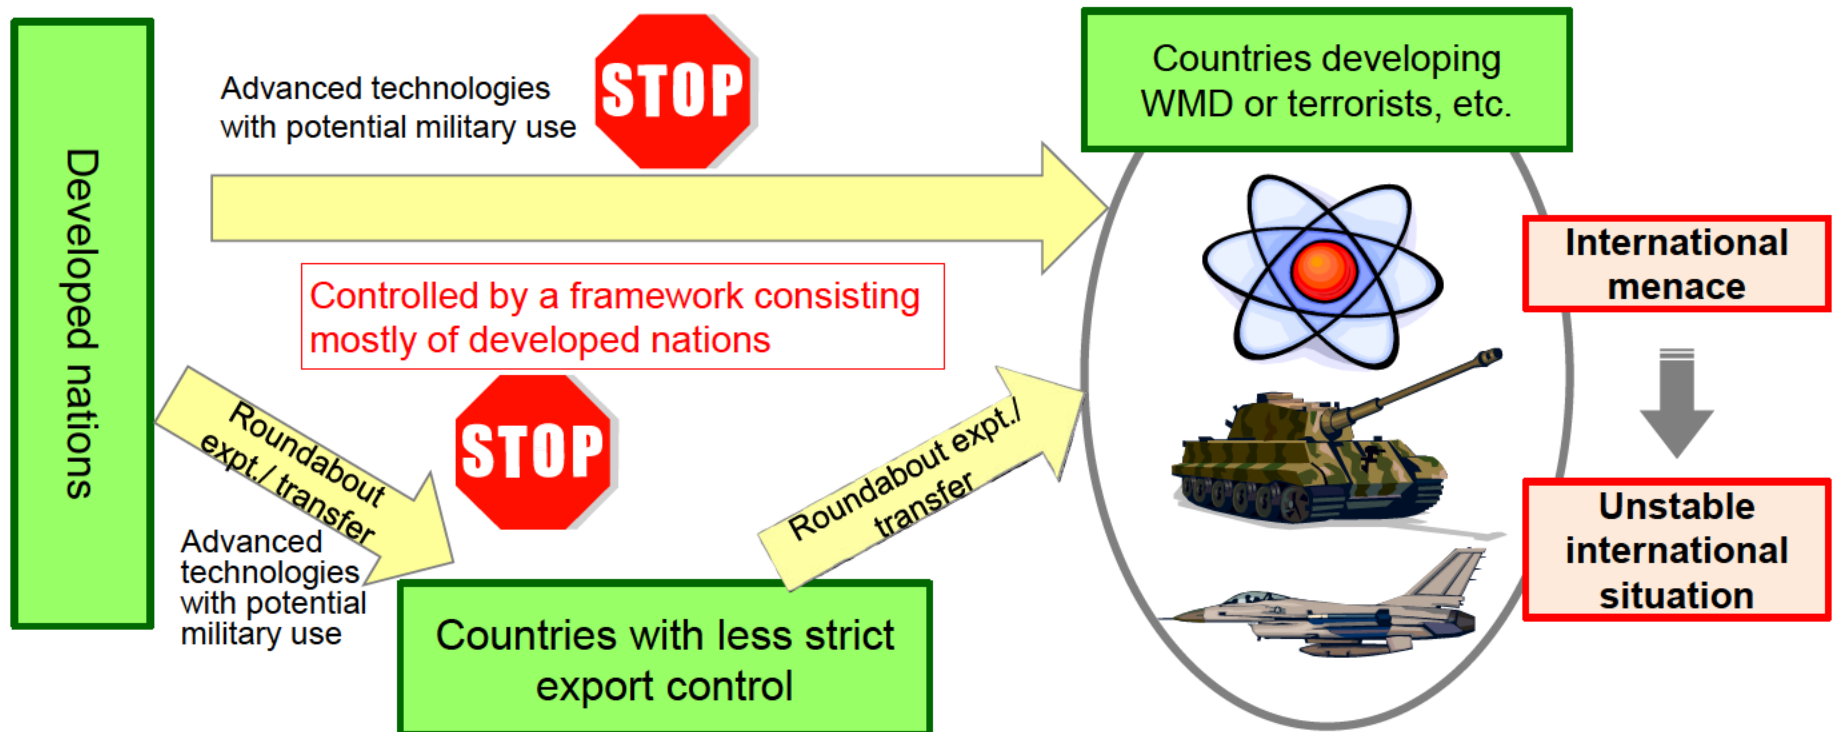 Developed nations
Advanced technologies
with potential military use
STOP
Countries developing
WMD or terrorists, etc.
International
menace
Controlled by a framework consisting
mostly of developed nations
STOP
Roundabout
expt./ transfer
Roundabout expt./
transfer
Advanced
technologies
with potential
military use
Countries with less strict
export control
Unstable
international
situation